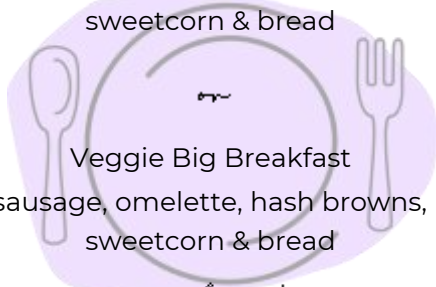 sweetcorn & bread
Veggie Big Breakfast
sausage, omelette, hash browns,
sweetcorn & bread